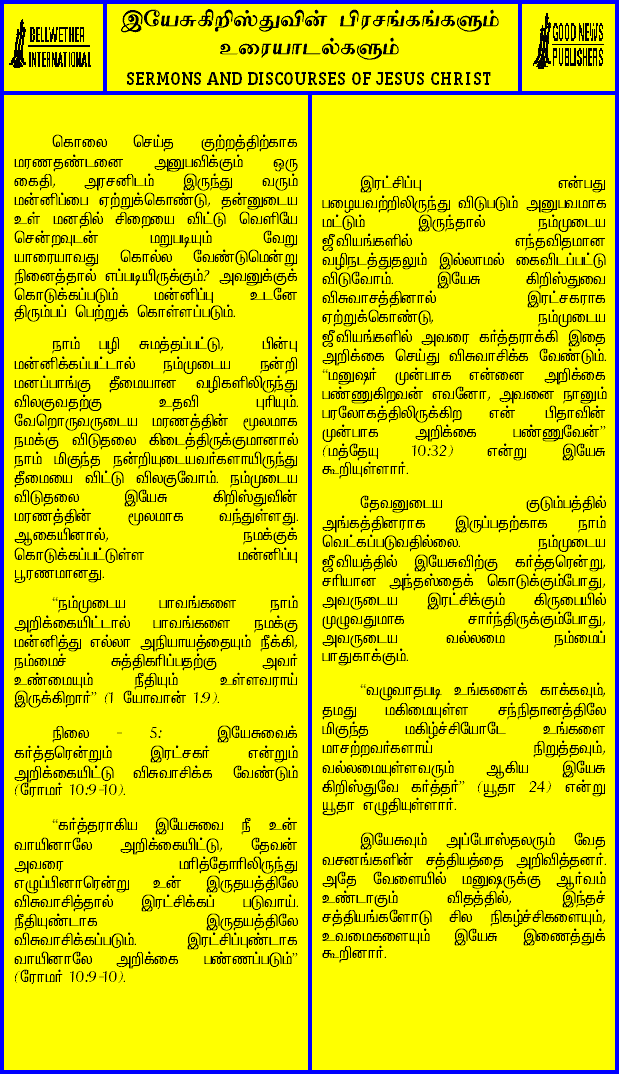 BELLWETHER
INTERNATIONAL
இயேசுகிறிஸ்துவின் பிரசங்கங்களும்
உரையாடல்களும்
SERMONS AND DISCOURSES OF JESUS CHRIST
GOOD NEWS
PUBLISHERS
கொலை செய்த குற்றத்திற்காக
மரணதண்டனை அனுபவிக்கும் ஒரு
கைதி, அரசனிடம் இருந்து வரும்
மன்னிப்பை ஏற்றுக்கொண்டு, தன்னுடைய
உள் மனதில் சிறையை விட்டு வெளியே
சென்றவுடன் மறுபடியும் வேறு
யாரையாவது கொல்ல வேண்டுமென்று
நினைத்தால் எப்படியிருக்கும்? அவனுக்குக்
கொடுக்கப்படும் மன்னிப்பு உடனே
திரும்பப் பெற்றுக் கொள்ளப்படும்.
நாம் பழி சுமத்தப்பட்டு, பின்பு
மன்னிக்கப்பட்டால் நம்முடைய நன்றி
மனப்பாங்கு தீமையான வழிகளிலிருந்து
விலகுவதற்கு உதவி புரியும்.
வேறொருவருடைய மரணத்தின் மூலமாக
நமக்கு விடுதலை கிடைத்திருக்குமானால்
நாம் மிகுந்த நன்றியுடையவர்களாயிருந்து
தீமையை விட்டு விலகுவோம். நம்முடைய
விடுதலை இயேசு கிறிஸ்துவின்
மரணத்தின் மூலமாக வந்துள்ளது.
ஆகையினால், நமக்குக்
கொடுக்கப்பட்டுள்ள மன்னிப்பு
பூரணமானது.
“நம்முடைய பாவங்களை நாம்
அறிக்கையிட்டால் பாவங்களை நமக்கு
மன்னித்து எல்லா அநியாயத்தையும் நீக்கி,
நம்மைச் சுத்திகரிப்பதற்கு அவர்
உண்மையும் நீதியும் உள்ளவராய்
இருக்கிறார்” (1 யோவான் 1.9).
நிலை - 5: இயேசுவைக்
கர்த்தரென்றும் இரட்சகர் என்றும்
அறிக்கையிட்டு விசுவாசிக்க வேண்டும்
(ரோமர் 10:9-10).
“கர்த்தராகிய இயேசுவை நீ உன்
வாயினாலே அறிக்கையிட்டு, தேவன்
அவரை மரித்தோரிலிருந்து
எழுப்பினாரென்று உன் இருதயத்திலே
விசுவாசித்தால் இரட்சிக்கப் படுவாய்.
நீதியுண்டாக இருதயத்திலே
விசுவாசிக்கப்படும். இரட்சிப்புண்டாக
வாயினாலே அறிக்கை பண்ணப்படும்”
(ரோமர் 10:9-10).
இரட்சிப்பு என்பது
பழையவற்றிலிருந்து விடுபடும் அனுபவமாக
மட்டும் இருந்தால் நம்முடைய
ஜீவியங்களில் எந்தவிதமான
வழிநடத்துதலும் இல்லாமல் கைவிடப்பட்டு
விடுவோம். இயேசு கிறிஸ்துவை
விசுவாசத்தினால் இரட்சகராக
ஏற்றுக்கொண்டு, நம்முடைய
ஜீவியங்களில் அவரை கர்த்தராக்கி இதை
அறிக்கை செய்து விசுவாசிக்க வேண்டும்.
“மனுஷர் முன்பாக என்னை அறிக்கை
பண்ணுகிறவன் எவனோ, அவனை நானும்
பரலோகத்திலிருக்கிற என் பிதாவின்
முன்பாக அறிக்கை பண்ணுவேன்”
(மத்தேயு 10:32) என்று இயேசு
கூறியுள்ளார்.
தேவனுடைய குடும்பத்தில்
அங்கத்தினராக இருப்பதற்காக நாம்
வெட்கப்படுவதில்லை. நம்முடைய
ஜீவியத்தில் இயேசுவிற்கு கர்த்தரென்று,
சரியான அந்தஸ்தைக் கொடுக்கும்போது,
அவருடைய இரட்சிக்கும் கிருபையில்
முழுவதுமாக சார்ந்திருக்கும்போது,
அவருடைய வல்லமை நம்மைப்
பாதுகாக்கும்.
“வழுவாதபடி உங்களைக் காக்கவும்,
தமது மகிமையுள்ள சந்நிதானத்திலே
மிகுந்த மகிழ்ச்சியோடே உங்களை
மாசற்றவர்களாய் நிறுத்தவும்,
வல்லமையுள்ளவரும் ஆகிய இயேசு
கிறிஸ்துவே கர்த்தர்” (யூதா 24) என்று
யூதா எழுதியுள்ளார்.
இயேசுவும் அப்போஸ்தலரும் வேத
வசனங்களின் சத்தியத்தை அறிவித்தனர்.
அதே வேளையில் மனுஷருக்கு ஆர்வம்
உண்டாகும் விதத்தில், இந்தச்
சத்தியங்களோடு சில நிகழ்ச்சிகளையும்,
உவமைகளையும் இயேசு இணைத்துக்
கூறினார்.